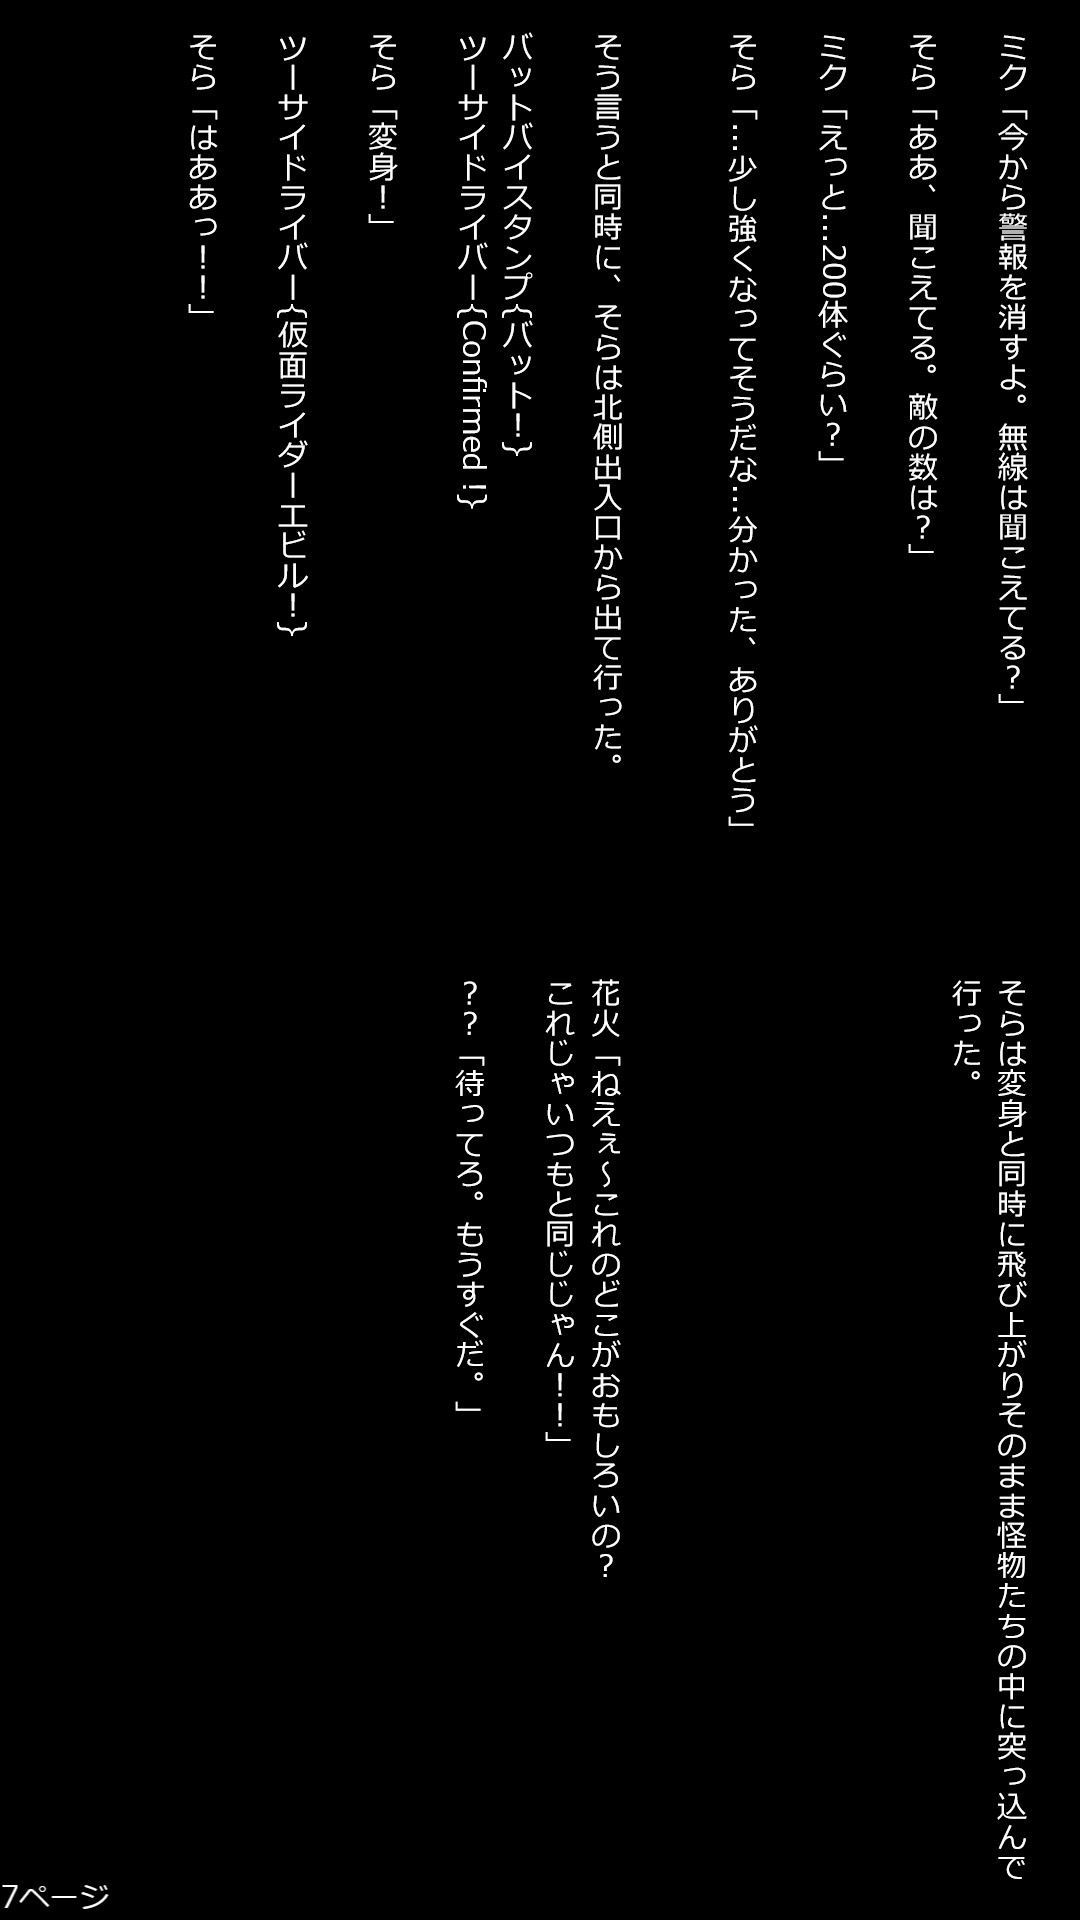 ミク「今から警報を消すよ。無線は聞こえてる?」
そら「ああ、聞こえてる。敵の数は?」
ミク「えっと…200体ぐらい?」
そら「…少し強くなってそうだな…分かった、ありがとう」
そう言うと同時に、そらは北側出入口から出て行った。
バットバイスタンプ{バット!}
ツーサイドライバー{Confirmed !}
そら「変身!」
ツーサイドライバー{仮面ライダーエビル!}
そら「はああっ!!」
そらは変身と同時に飛び上がりそのまま怪物たちの中に突っ込んで
行った。
花火「ねえぇ〜これのどこがおもしろいの?
これじゃいつもと同じじゃん!!」
??「待ってろ。もうすぐだ。」
7ページ